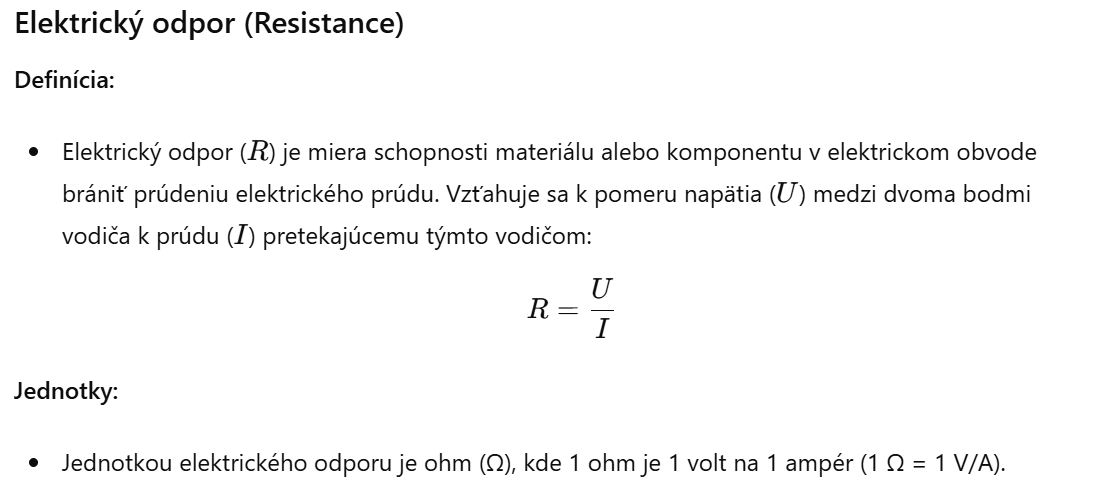 Elektrický odpor (Resistance)
Definícia:
• Elektrický odpor (R) je miera schopnosti materiálu alebo komponentu v elektrickom obvode
brániť prúdeniu elektrického prúdu. Vzťahuje sa k pomeru napätia (U) medzi dvoma bodmi
vodiča k prúdu (I) pretekajúcemu týmto vodičom:
R = U/I
Jednotky:
• Jednotkou elektrického odporu je ohm (Ω), kde 1 ohm je 1 volt na 1 ampér (1 Ω = 1 V/A).